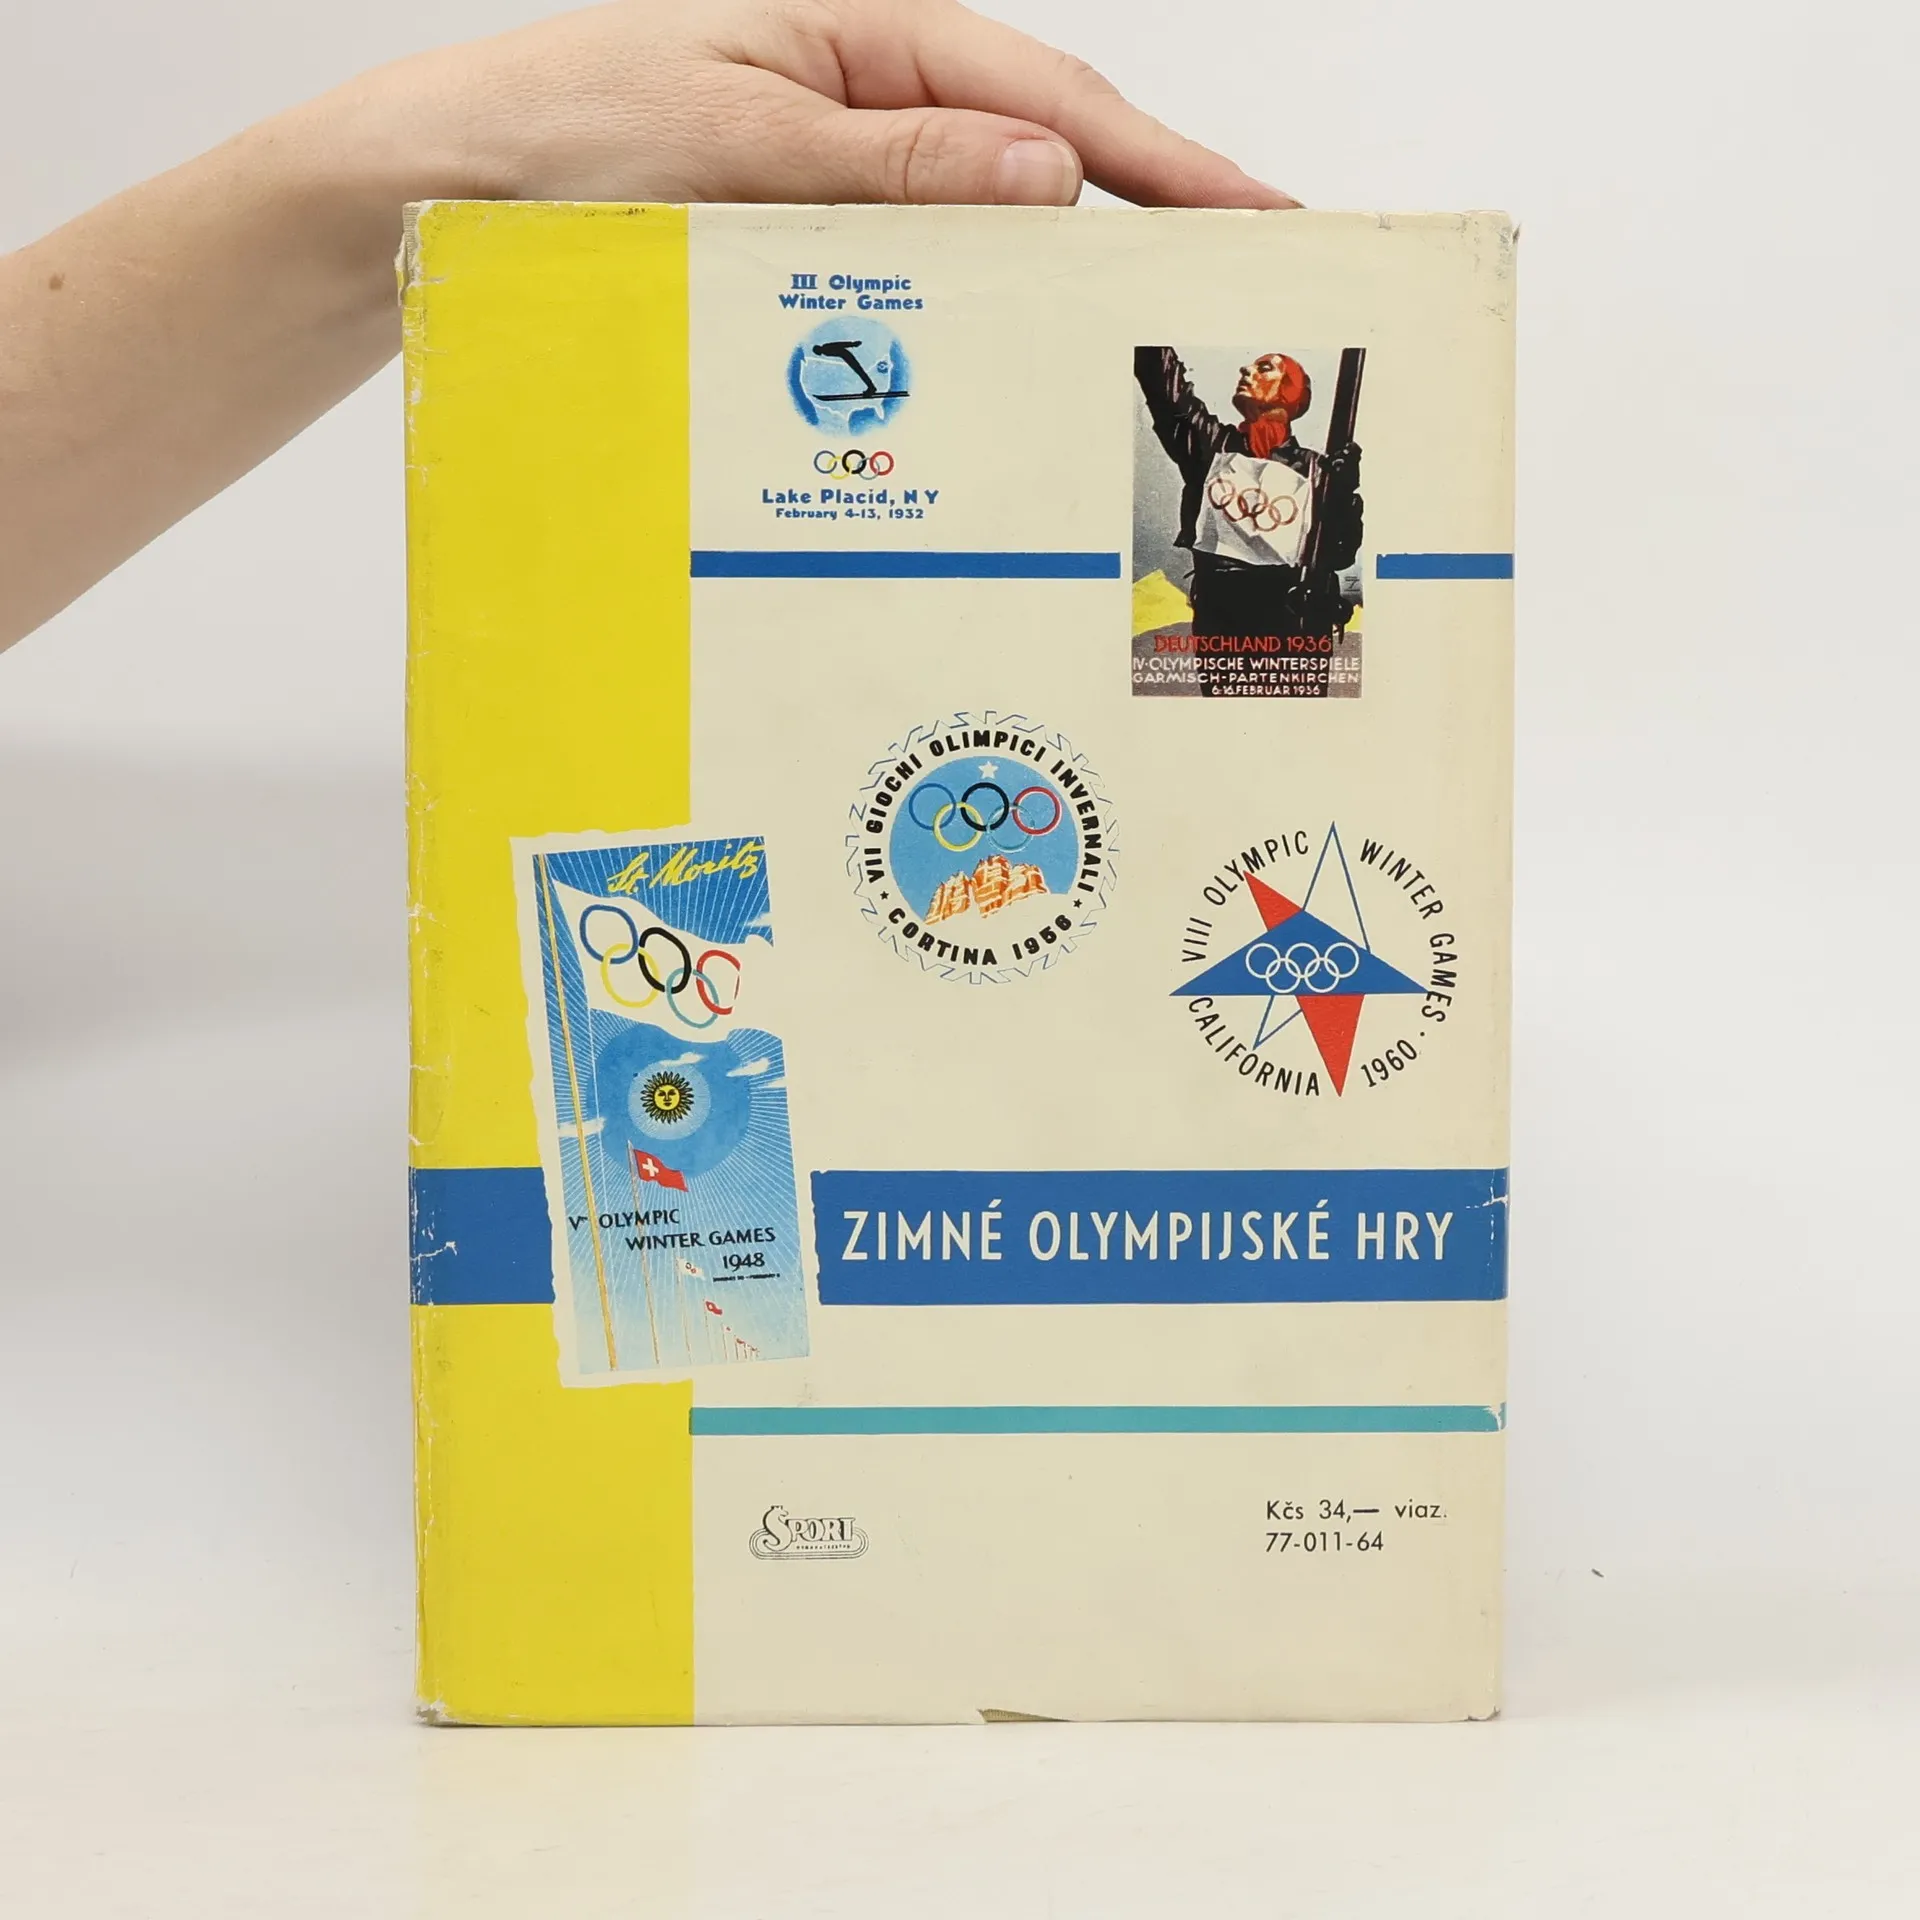 III Olympic
Winter Games
Lake Placid, N Y
February 4-13, 1932
DEUTSCHLAND 1936
IV·OLYMPISCHE WINTERSPIELE
GARMISCH-PARTENKIRCHEN
6-16.FEBRUAR 1936
VII GIOCHI OLIMPICI INVERNALI
★ CORTINA 1956 ★
VIII OLYMPIC WINTER GAMES ·
CALIFORNIA 1960
St. Moritz
OLYMPIC
WINTER GAMES
1948
ZIMNÉ OLYMPIJSKÉ HRY
ŠPORT
Kčs 34,— viaz.
77-011-64